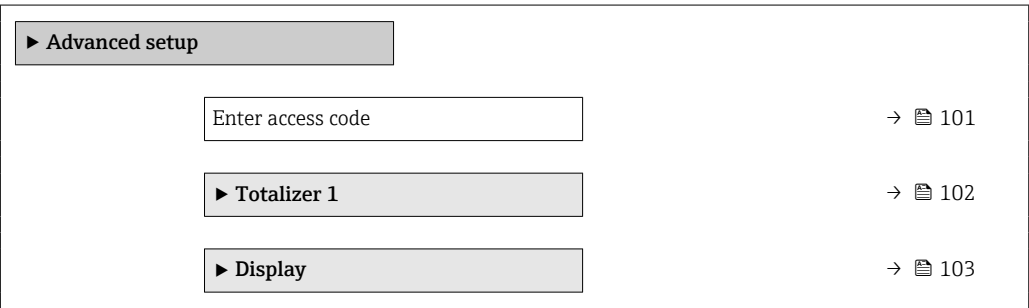 ▶ Advanced setup
Enter access code → 🖺 101
▶ Totalizer 1 → 🖺 102
▶ Display → 🖺 103